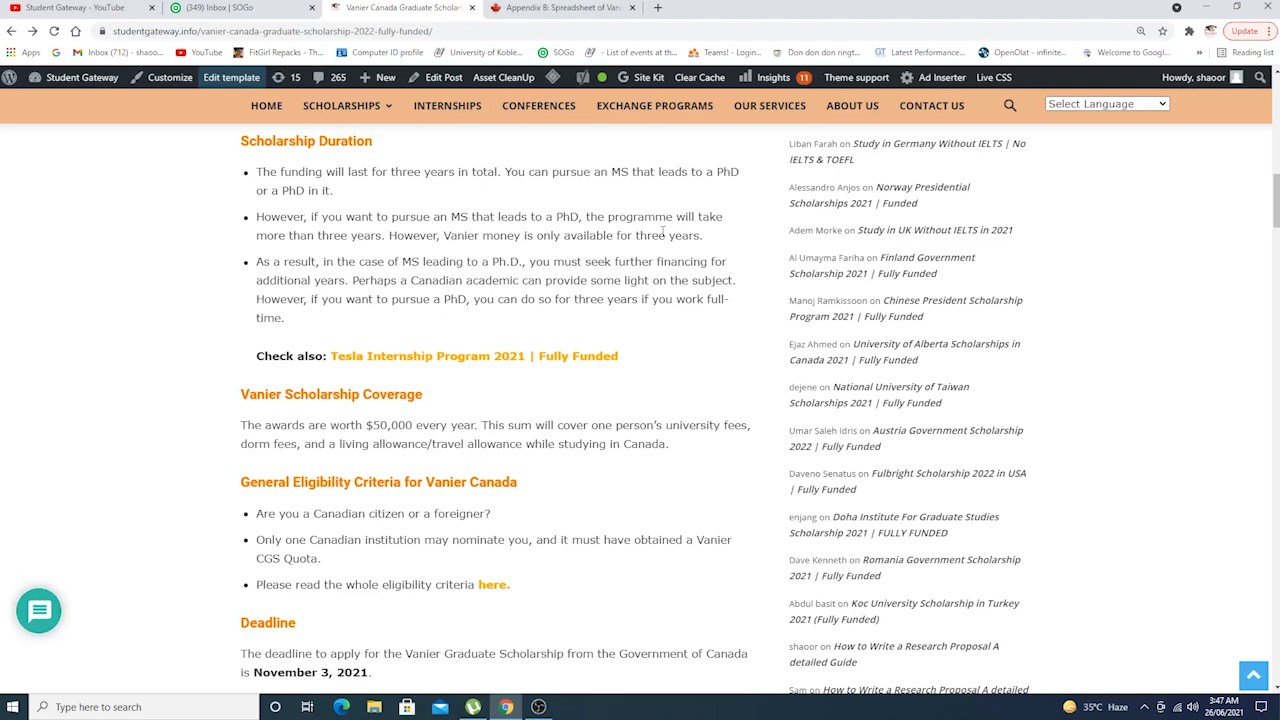 Student Gateway - YouTube
(349) Inbox | SOGo
Vanier Canada Graduate Scholar
Appendix B: Spreadsheet of Vani
studentgateway.info/vanier-canada-graduate-scholarship-2022-fully-funded/
Update
Apps
Inbox (712) - shaoo...
YouTube
FitGirl Repacks - Th...
Computer ID profile
University of Koble...
SOGo
- List of events at th...
Teams! - Login...
Don don don ringt...
Latest Performance...
OpenOlat - infinite...
Welcome to Googl...
Reading list
Student Gateway
Customize
Edit template
15
265
New
Edit Post
Asset CleanUp
Site Kit
Clear Cache
Insights 11
Theme support
Ad Inserter
Live CSS
Howdy, shaoor
HOME
SCHOLARSHIPS
INTERNSHIPS
CONFERENCES
EXCHANGE PROGRAMS
OUR SERVICES
ABOUT US
CONTACT US
Select Language
Scholarship Duration
The funding will last for three years in total. You can pursue an MS that leads to a PhD
or a PhD in it.
However, if you want to pursue an MS that leads to a PhD, the programme will take
more than three years. However, Vanier money is only available for three years.
As a result, in the case of MS leading to a Ph.D., you must seek further financing for
additional years. Perhaps a Canadian academic can provide some light on the subject.
However, if you want to pursue a PhD, you can do so for three years if you work full-
time.
Check also: Tesla Internship Program 2021 | Fully Funded
Vanier Scholarship Coverage
The awards are worth $50,000 every year. This sum will cover one person's university fees,
dorm fees, and a living allowance/travel allowance while studying in Canada.
General Eligibility Criteria for Vanier Canada
Are you a Canadian citizen or a foreigner?
Only one Canadian institution may nominate you, and it must have obtained a Vanier
CGS Quota.
Please read the whole eligibility criteria here.
Deadline
The deadline to apply for the Vanier Graduate Scholarship from the Government of Canada
is November 3, 2021.
Liban Farah on Study in Germany Without IELTS | No
IELTS & TOEFL
Alessandro Anjos on Norway Presidential
Scholarships 2021 | Funded
Adem Morke on Study in UK Without IELTS in 2021
Al Umayma Fariha on Finland Government
Scholarship 2021 | Fully Funded
Manoj Ramkissoon on Chinese President Scholarship
Program 2021 | Fully Funded
Ejaz Ahmed on University of Alberta Scholarships in
Canada 2021 | Fully Funded
dejene on National University of Taiwan
Scholarships 2021 | Fully Funded
Umar Saleh Idris on Austria Government Scholarship
2022 | Fully Funded
Daveno Senatus on Fulbright Scholarship 2022 in USA
| Fully Funded
enjang on Doha Institute For Graduate Studies
Scholarship 2021 | FULLY FUNDED
Dave Kenneth on Romania Government Scholarship
2021 | Fully Funded
Abdul basit on Koc University Scholarship in Turkey
2021 (Fully Funded)
shaoor on How to Write a Research Proposal A
detailed Guide
Sam on How to Write a Research Proposal A detailed
Type here to search
35°C Haze
3:47 AM
26/06/2021